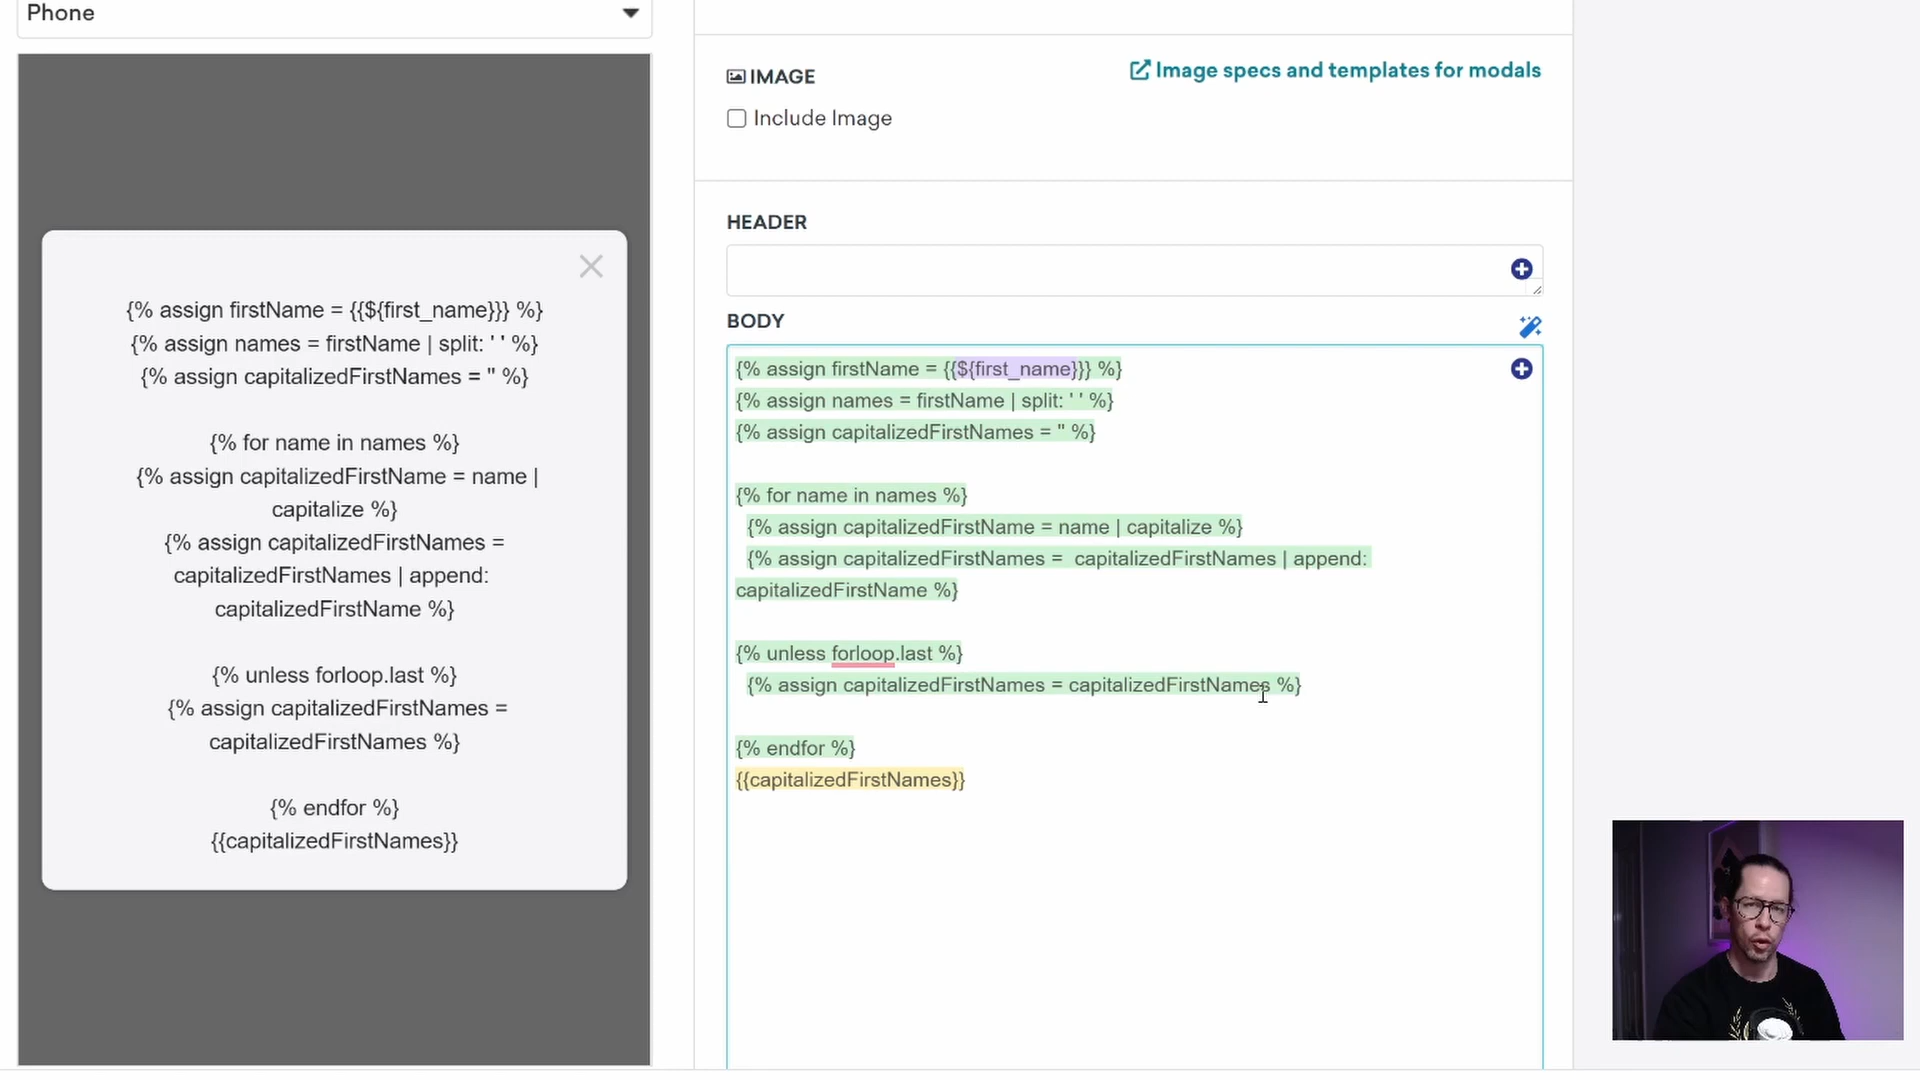 Phone
{% assign firstName = {{${first_name}}} %}
{% assign names = firstName | split: ' ' %}
{% assign capitalizedFirstNames = '' %}
{% for name in names %}
{% assign capitalizedFirstName = name |
capitalize %}
{% assign capitalizedFirstNames =
capitalizedFirstNames | append:
capitalizedFirstName %}
{% unless forloop.last %}
{% assign capitalizedFirstNames =
capitalizedFirstNames %}
{% endfor %}
{{capitalizedFirstNames}}
IMAGE
Image specs and templates for modals
Include Image
HEADER
BODY
{% assign firstName = {{${first_name}}} %}
{% assign names = firstName | split: ' ' %}
{% assign capitalizedFirstNames = '' %}
{% for name in names %}
{% assign capitalizedFirstName = name | capitalize %}
{% assign capitalizedFirstNames =  capitalizedFirstNames | append:
capitalizedFirstName %}
{% unless forloop.last %}
{% assign capitalizedFirstNames = capitalizedFirstNames %}
{% endfor %}
{{capitalizedFirstNames}}